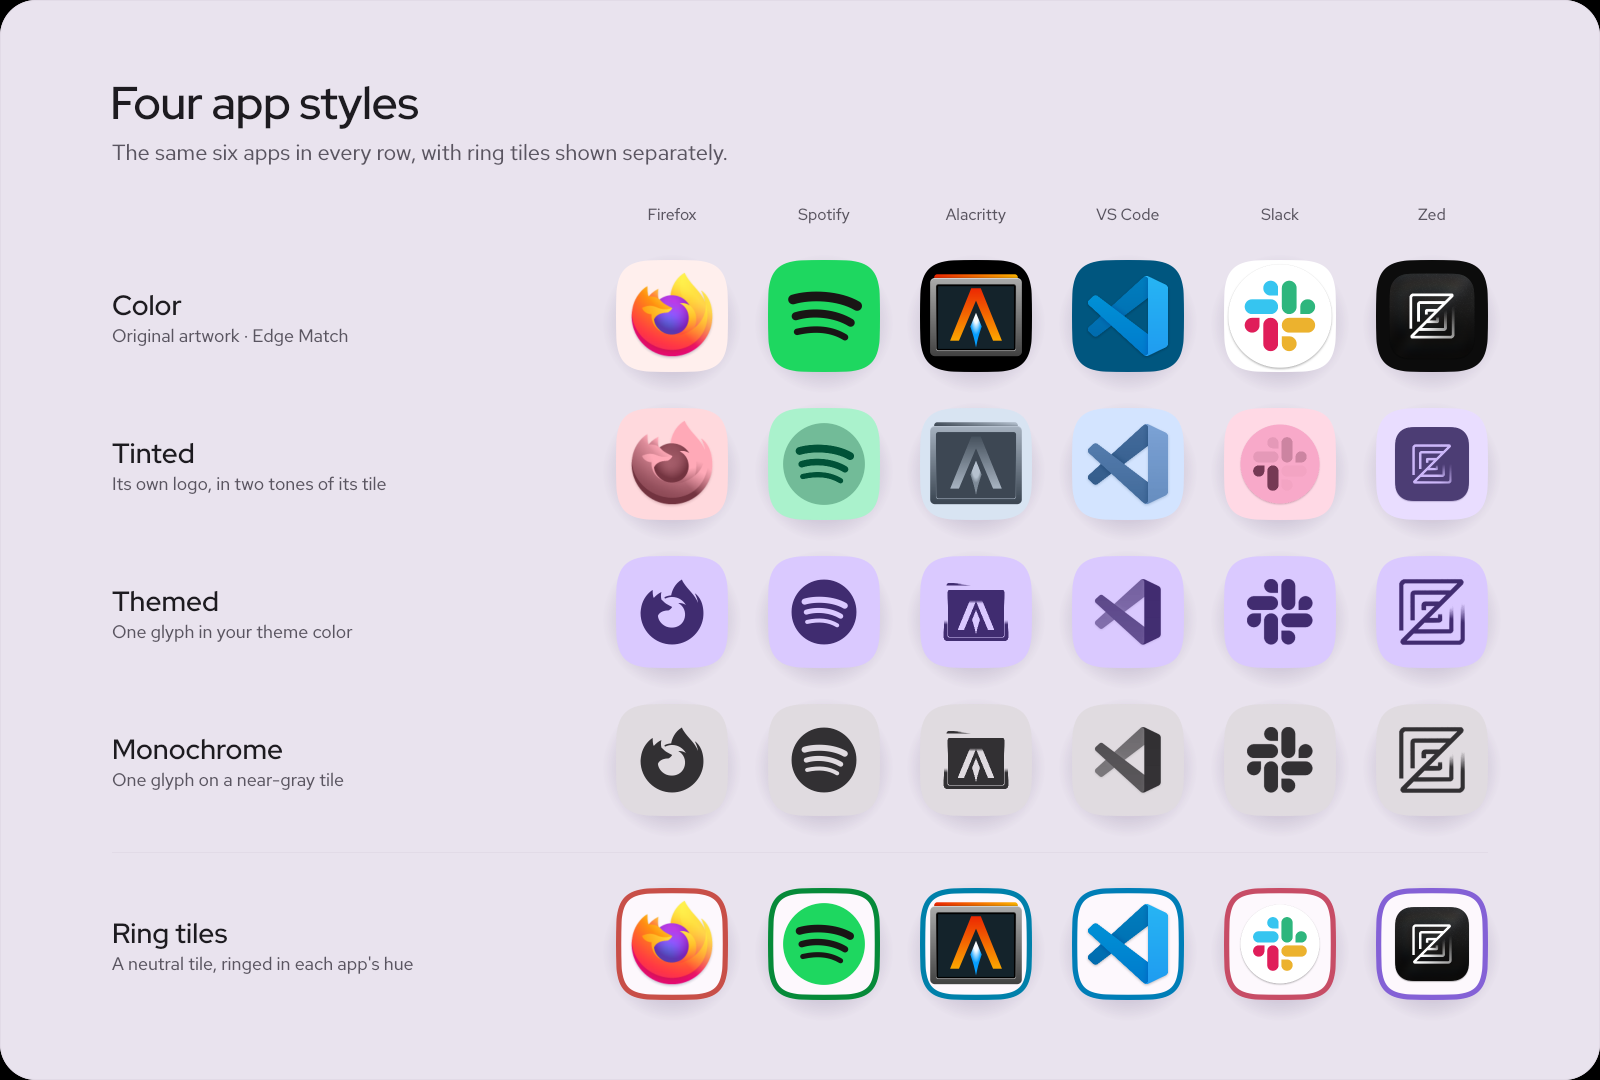 Four app styles
The same six apps in every row, with ring tiles shown separately.
Firefox Spotify Alacritty VS Code Slack Zed
Color
Original artwork · Edge Match
Tinted
Its own logo, in two tones of its tile
Themed
One glyph in your theme color
Monochrome
One glyph on a near-gray tile
Ring tiles
A neutral tile, ringed in each app's hue